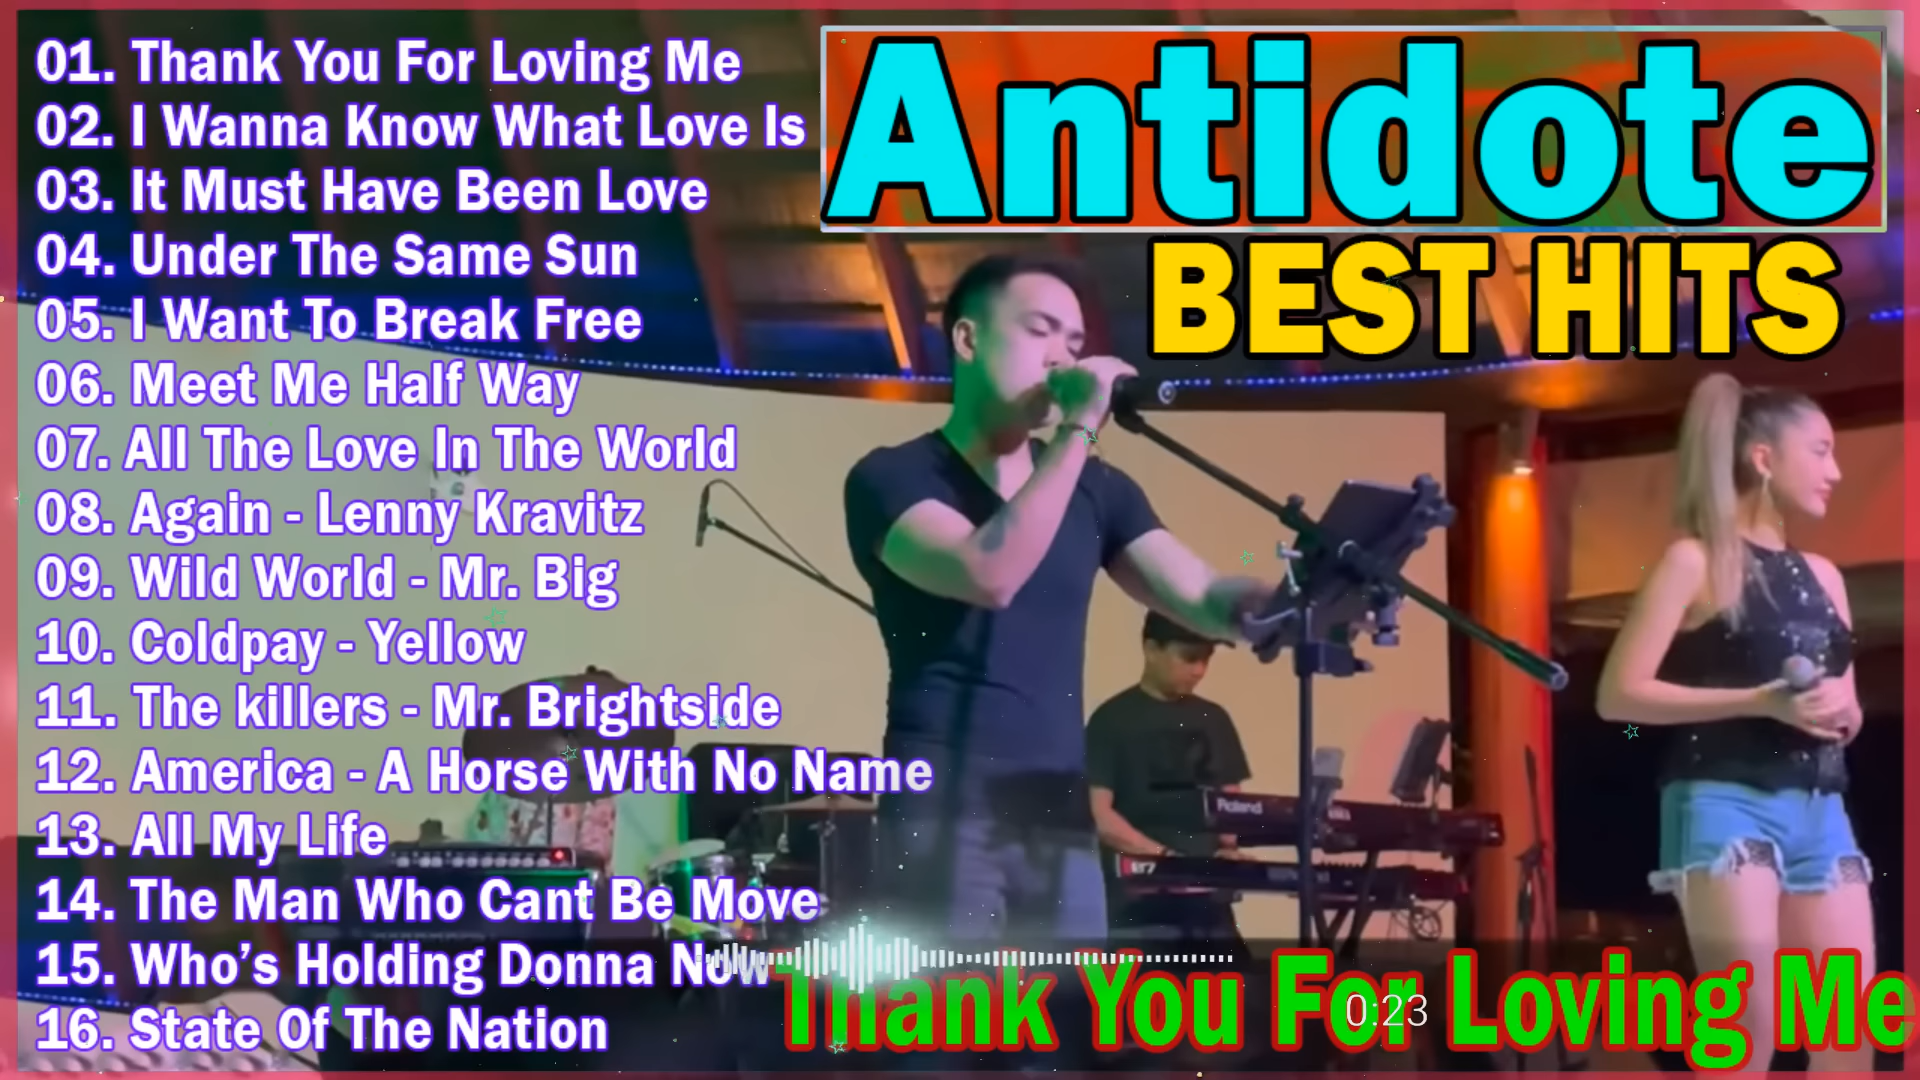 01. Thank You For Loving Me
02. I Wanna Know What Love Is
03. It Must Have Been Love
04. Under The Same Sun
05. I Want To Break Free
06. Meet Me Half Way
07. All The Love In The World
08. Again - Lenny Kravitz
09. Wild World - Mr. Big
10. Coldpay - Yellow
11. The killers - Mr. Brightside
12. America - A Horse With No Name
13. All My Life
14. The Man Who Cant Be Move
15. Who’s Holding Donna Now
16. State Of The Nation
Antidote
BEST HITS
Roland
Thank You For Loving Me
0:23